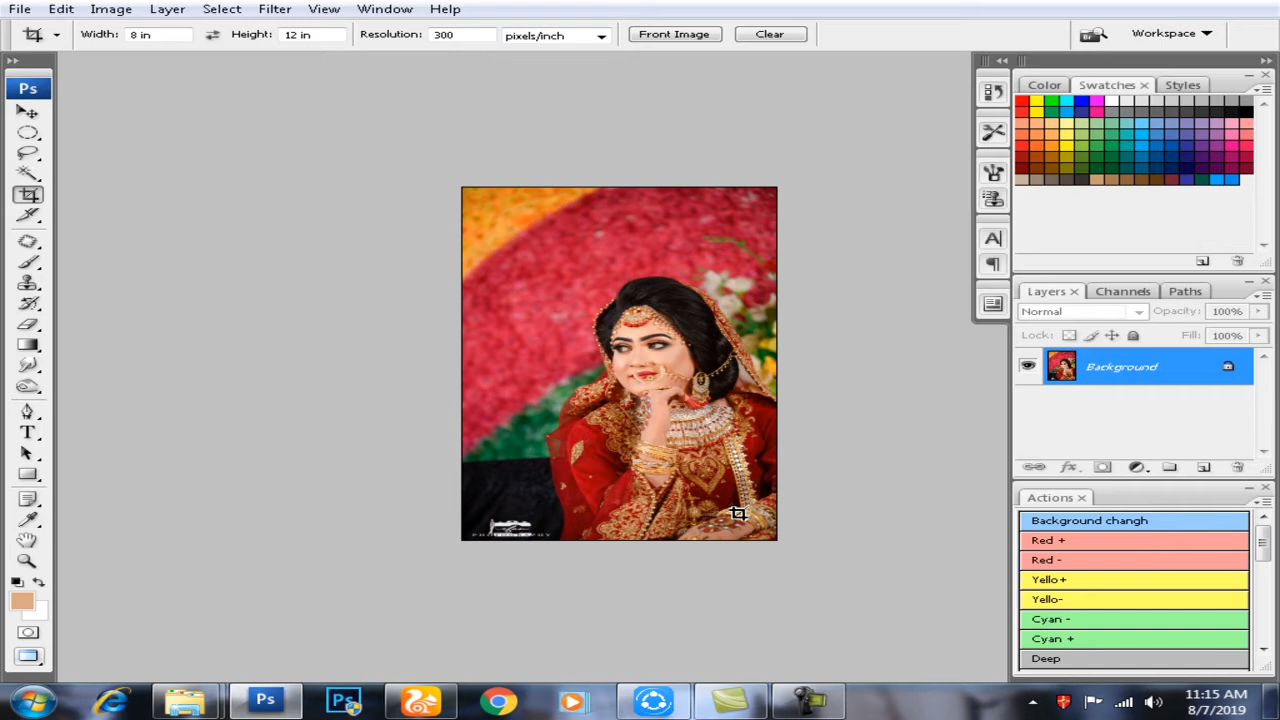 File Edit Image Layer Select Filter View Window Help
Width: 8 in Height: 12 in Resolution: 300 pixels/inch Front Image Clear Workspace
Ps
Color Swatches Styles
Layers Channels Paths
Normal Opacity: 100%
Lock: Fill: 100%
Background
Actions
Background changh
Red +
Red -
Yello+
Yello-
Cyan -
Cyan +
Deep
PHOTOGRAPHY
Ps Ps
11:15 AM
8/7/2019